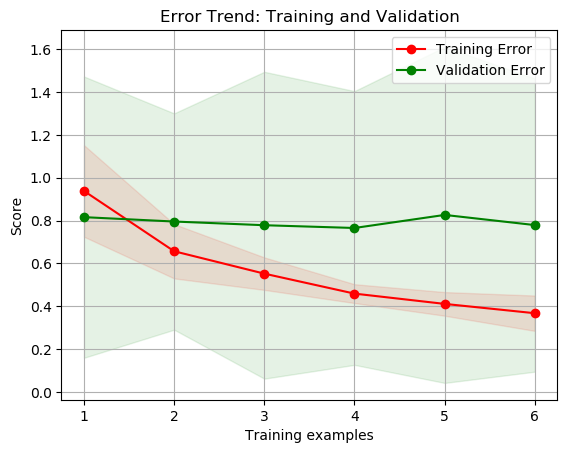 Error Trend: Training and Validation
Training Error
Validation Error
Score
1.6
1.4
1.2
1.0
0.8
0.6
0.4
0.2
0.0
1 2 3 4 5 6
Training examples